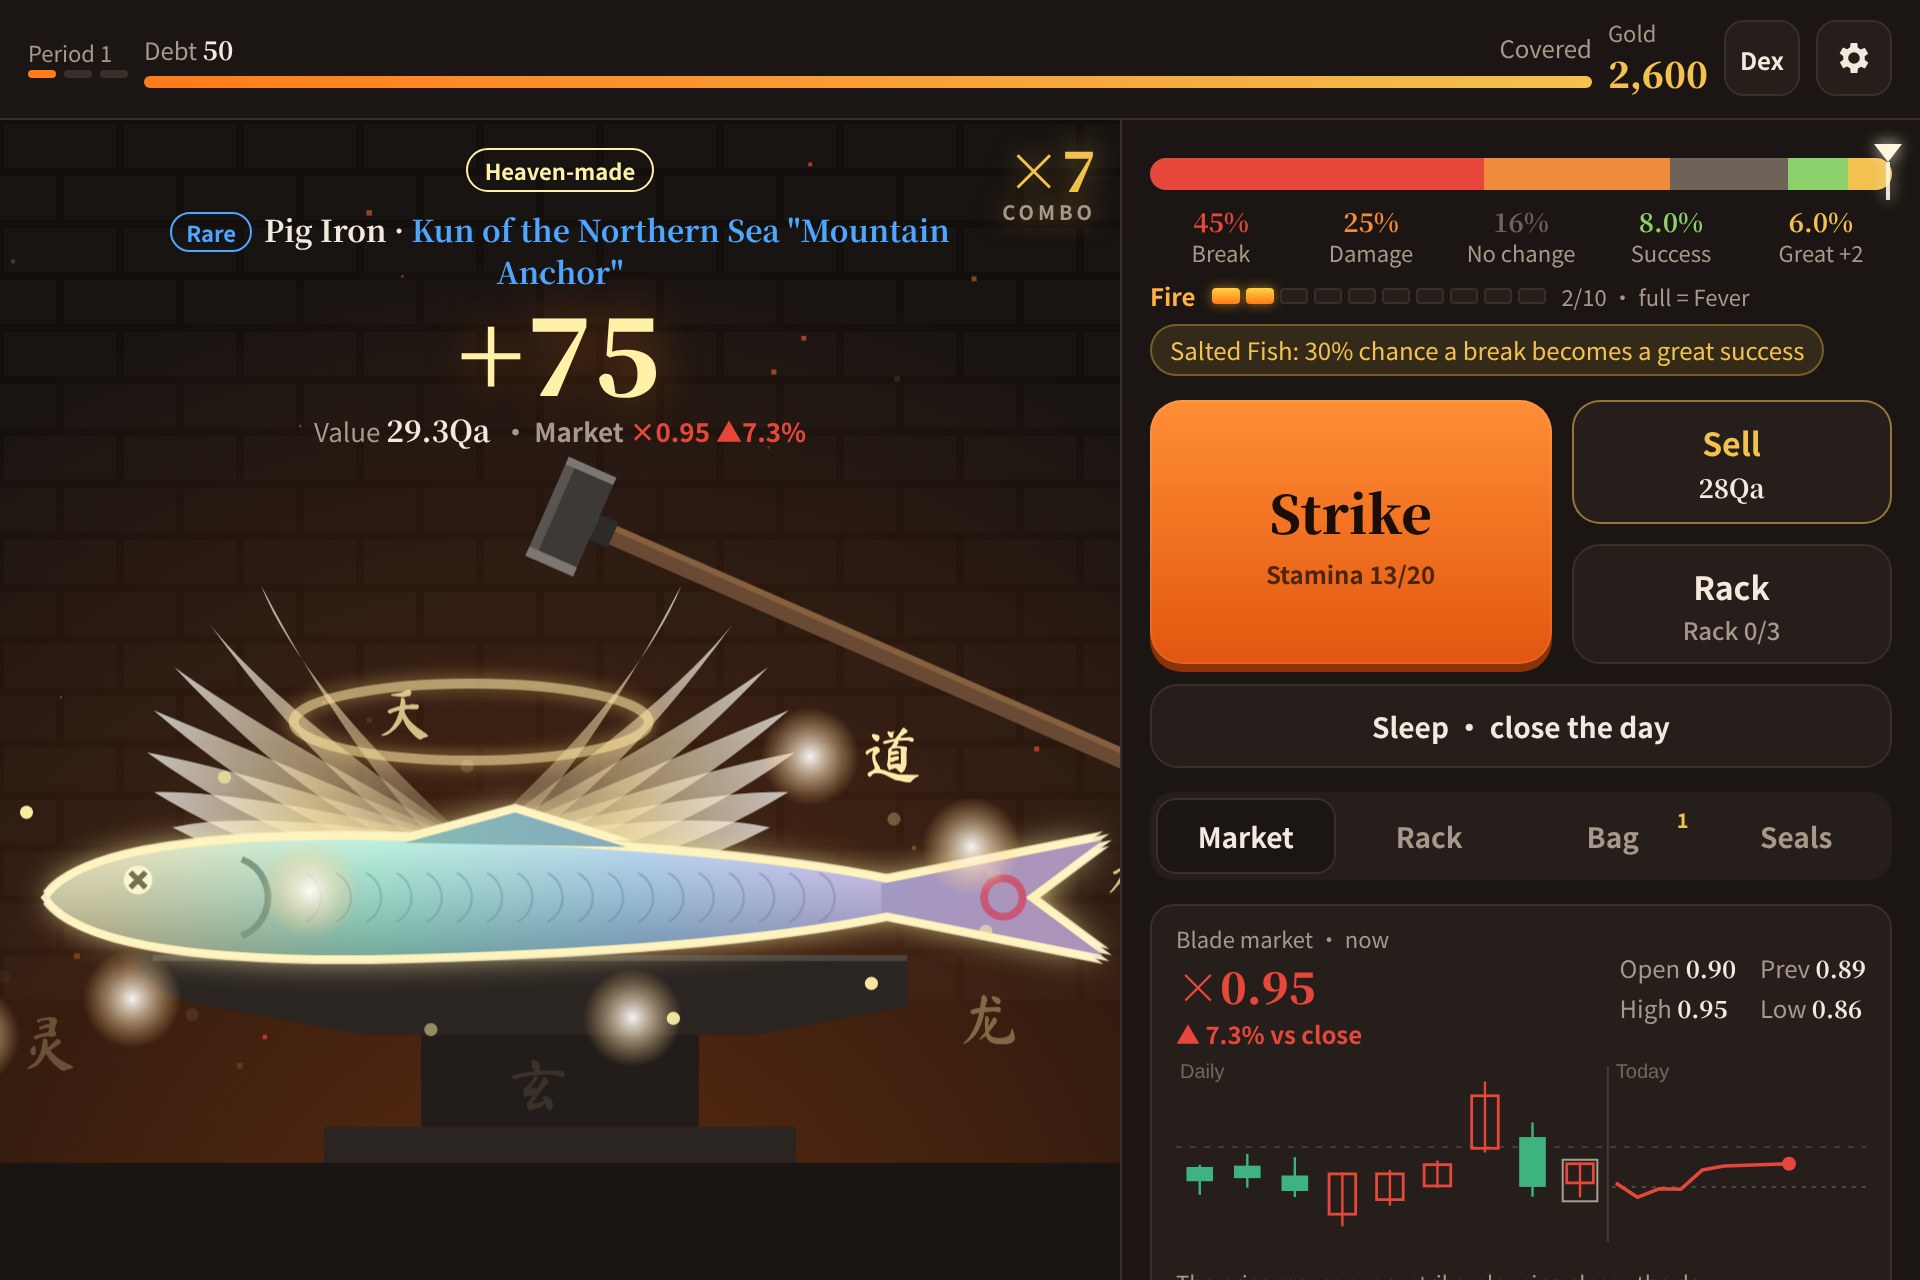 Period 1
Debt 50
Covered
Gold
2,600
Dex
Heaven-made
×7
COMBO
Rare Pig Iron · Kun of the Northern Sea "Mountain
Anchor"
+75
Value 29.3Qa • Market ×0.95 ▲7.3%
天
道
龙
灵
玄
45%
Break
25%
Damage
16%
No change
8.0%
Success
6.0%
Great +2
Fire
2/10 • full = Fever
Salted Fish: 30% chance a break becomes a great success
Strike
Stamina 13/20
Sell
28Qa
Rack
Rack 0/3
Sleep • close the day
Market
Rack
Bag 1
Seals
Blade market • now
×0.95
▲ 7.3% vs close
Open 0.90 Prev 0.89
High 0.95 Low 0.86
Daily
Today